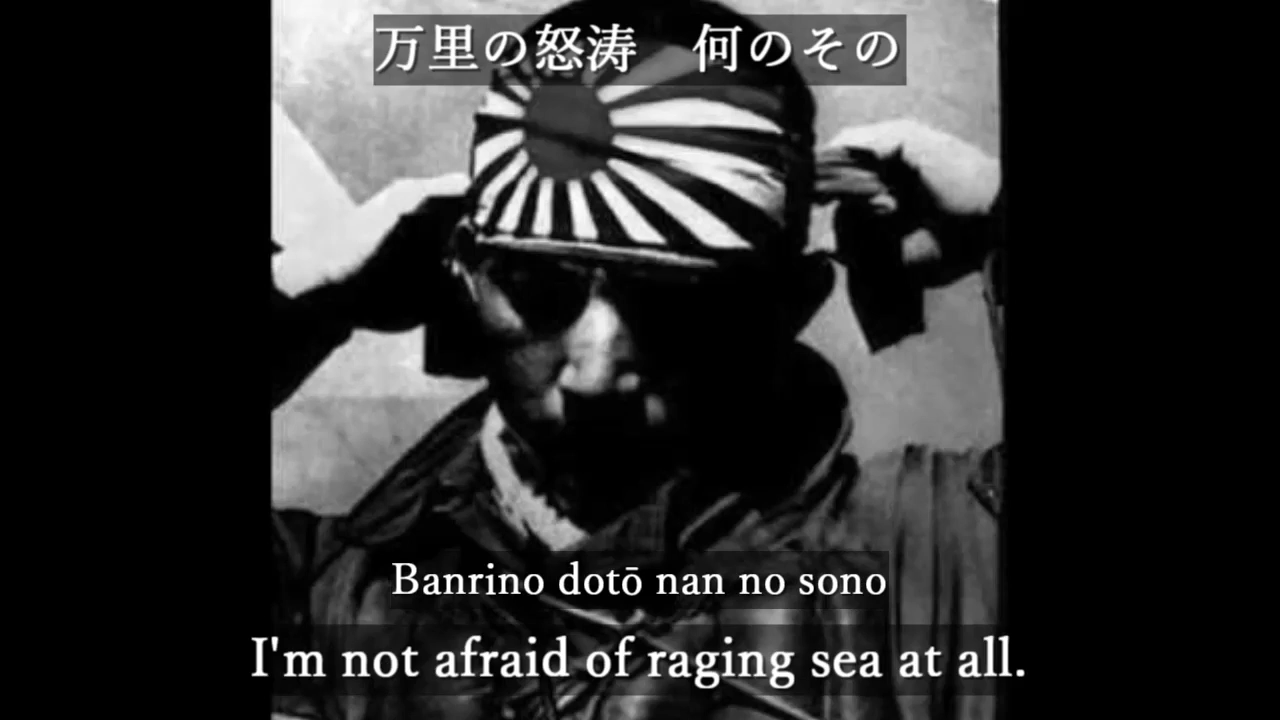 万里の怒涛　何のその
Banrino dotō nan no sono
I'm not afraid of raging sea at all.